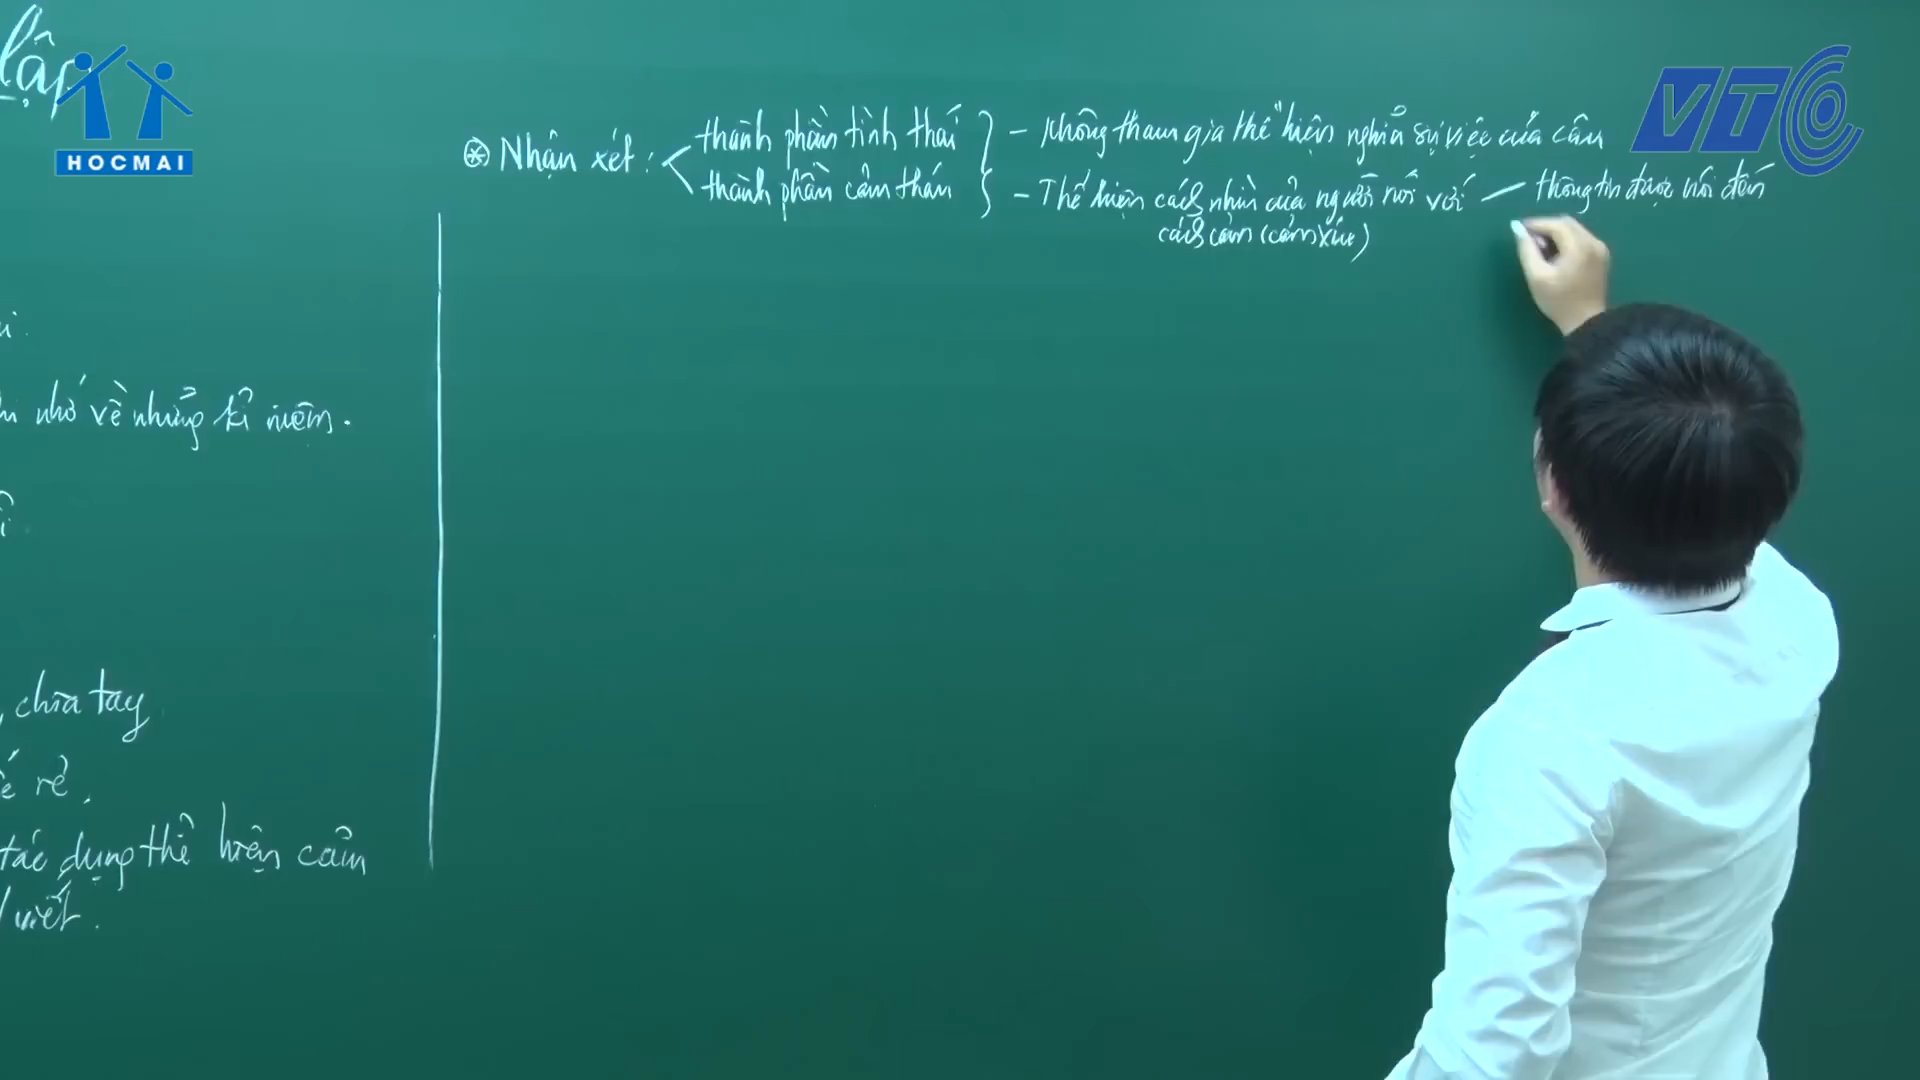 lập
HOCMAI
VTC
nhớ về những kỉ niệm.
, chia tay
rẻ.
tác dụng thể hiện cảm
viết.
⊛ Nhận xét: < thành phần tình thái } - Không tham gia thể hiện nghĩa sự việc của câu
thành phần cảm thán - Thể hiện cách nhìn của người nói với — thông tin được nói đến
cách cảm (cảm xúc)